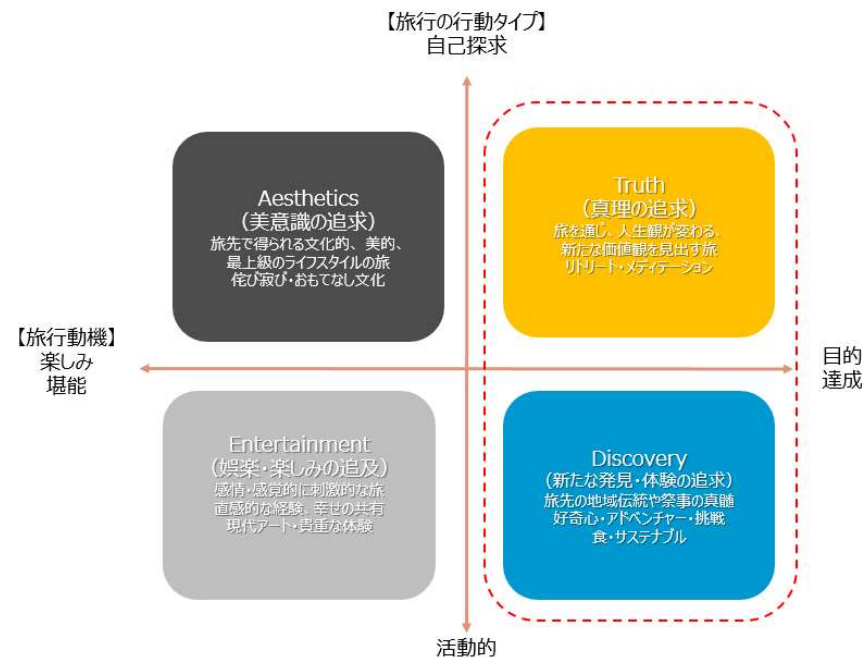 【旅行の行動タイプ】
自己探求
Aesthetics
（美意識の追求）
旅先で得られる文化的、美的、
最上級のライフスタイルの旅
侘び寂び・おもてなし文化
Truth
（真理の追求）
旅を通じ、人生観が変わる、
新たな価値観を見出す旅
リトリート・メディテーション
【旅行動機】
楽しみ
堪能
目的
達成
Entertainment
（娯楽・楽しみの追及）
感情・感覚的に刺激的な旅
直感的な経験、幸せの共有
現代アート・貴重な体験
Discovery
（新たな発見・体験の追求）
旅先の地域伝統や祭事の真髄
好奇心・アドベンチャー・挑戦
食・サステナブル
活動的